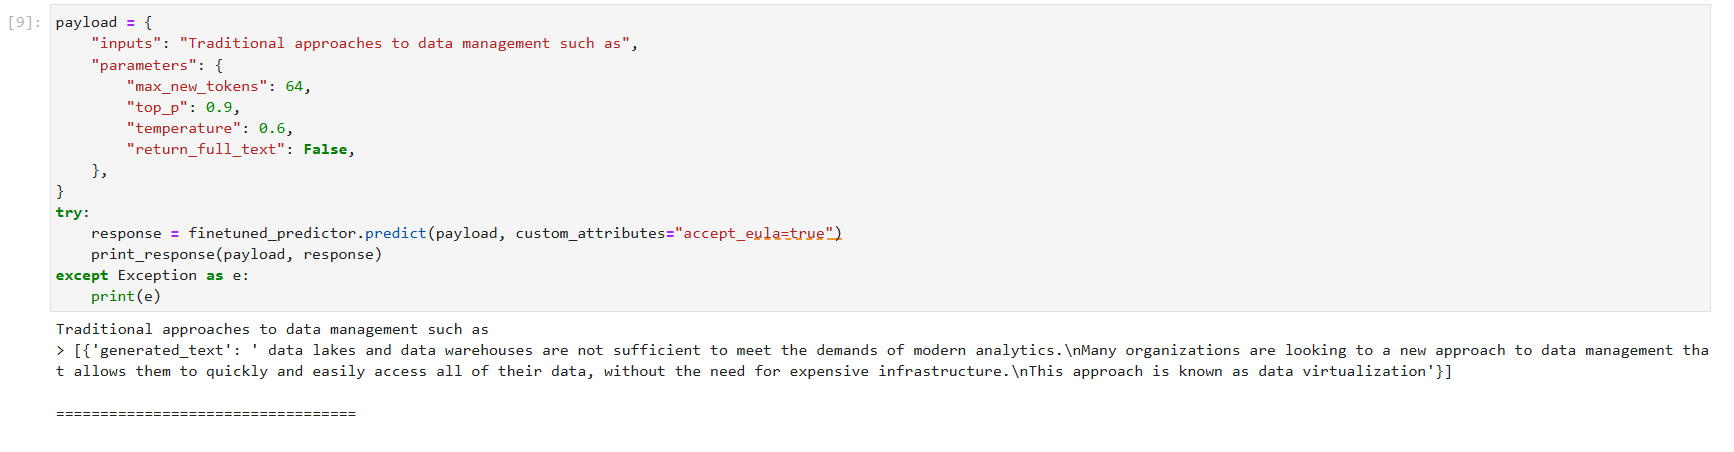 [9]: payload = {
    "inputs": "Traditional approaches to data management such as",
    "parameters": {
        "max_new_tokens": 64,
        "top_p": 0.9,
        "temperature": 0.6,
        "return_full_text": False,
    },
}
try:
    response = finetuned_predictor.predict(payload, custom_attributes="accept_eula=true")
    print_response(payload, response)
except Exception as e:
    print(e)
Traditional approaches to data management such as
> [{'generated_text': ' data lakes and data warehouses are not sufficient to meet the demands of modern analytics.\nMany organizations are looking to a new approach to data management tha
t allows them to quickly and easily access all of their data, without the need for expensive infrastructure.\nThis approach is known as data virtualization'}]
==================================